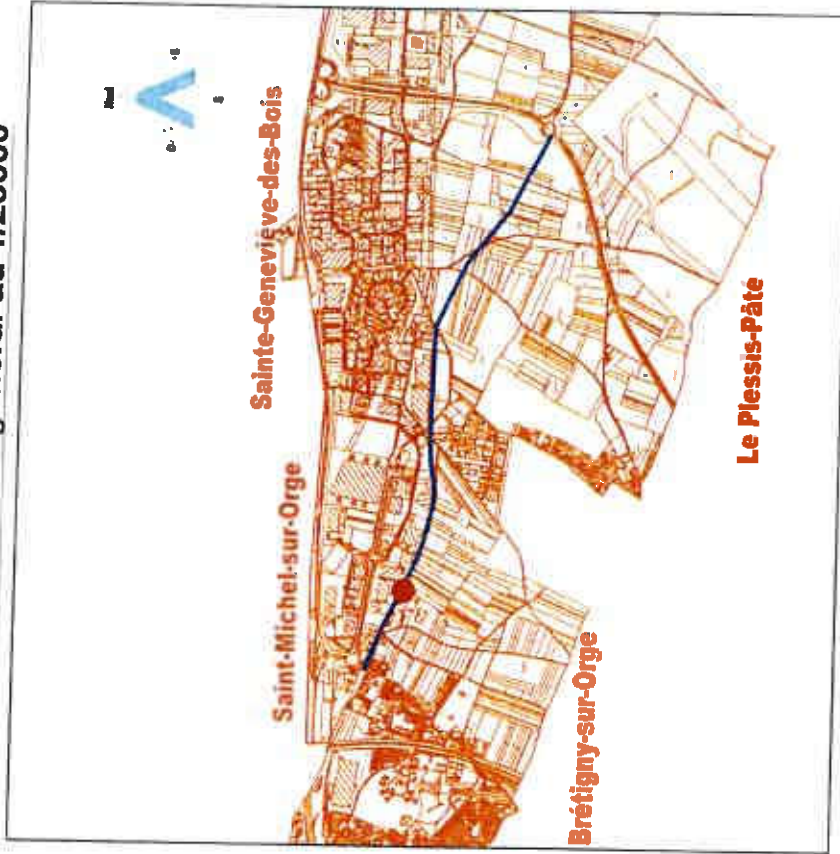 Sainte-Geneviève-des-Bois
Saint-Michel-sur-Orge
Le Plessis-Pâté
Brétigny-sur-Orge